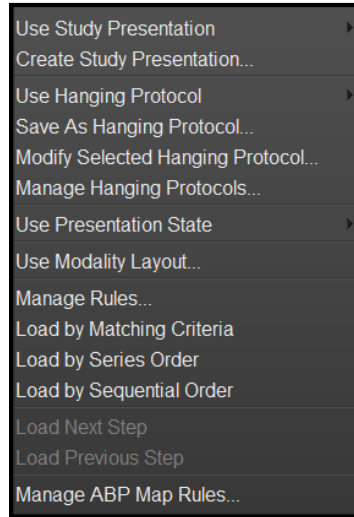 Use Study Presentation
Create Study Presentation...
Use Hanging Protocol
Save As Hanging Protocol...
Modify Selected Hanging Protocol...
Manage Hanging Protocols...
Use Presentation State
Use Modality Layout...
Manage Rules...
Load by Matching Criteria
Load by Series Order
Load by Sequential Order
Load Next Step
Load Previous Step
Manage ABP Map Rules...